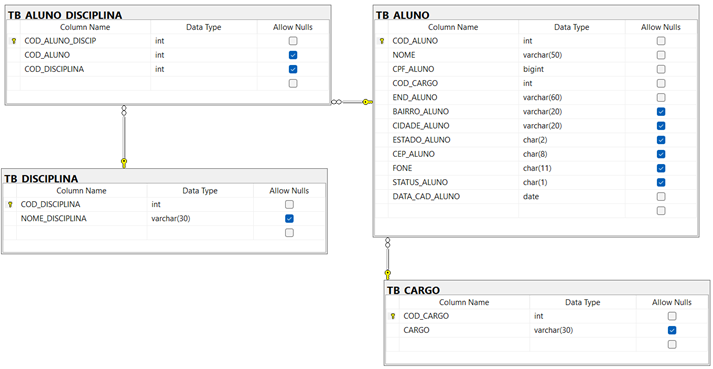 TB_ALUNO_DISCIPLINA
Column Name Data Type Allow Nulls
COD_ALUNO_DISCIP int
COD_ALUNO int
COD_DISCIPLINA int
TB_ALUNO
Column Name Data Type Allow Nulls
COD_ALUNO int
NOME varchar(50)
CPF_ALUNO bigint
COD_CARGO int
END_ALUNO varchar(60)
BAIRRO_ALUNO varchar(20)
CIDADE_ALUNO varchar(20)
ESTADO_ALUNO char(2)
CEP_ALUNO char(8)
FONE char(11)
STATUS_ALUNO char(1)
DATA_CAD_ALUNO date
TB_DISCIPLINA
Column Name Data Type Allow Nulls
COD_DISCIPLINA int
NOME_DISCIPLINA varchar(30)
TB_CARGO
Column Name Data Type Allow Nulls
COD_CARGO int
CARGO varchar(30)